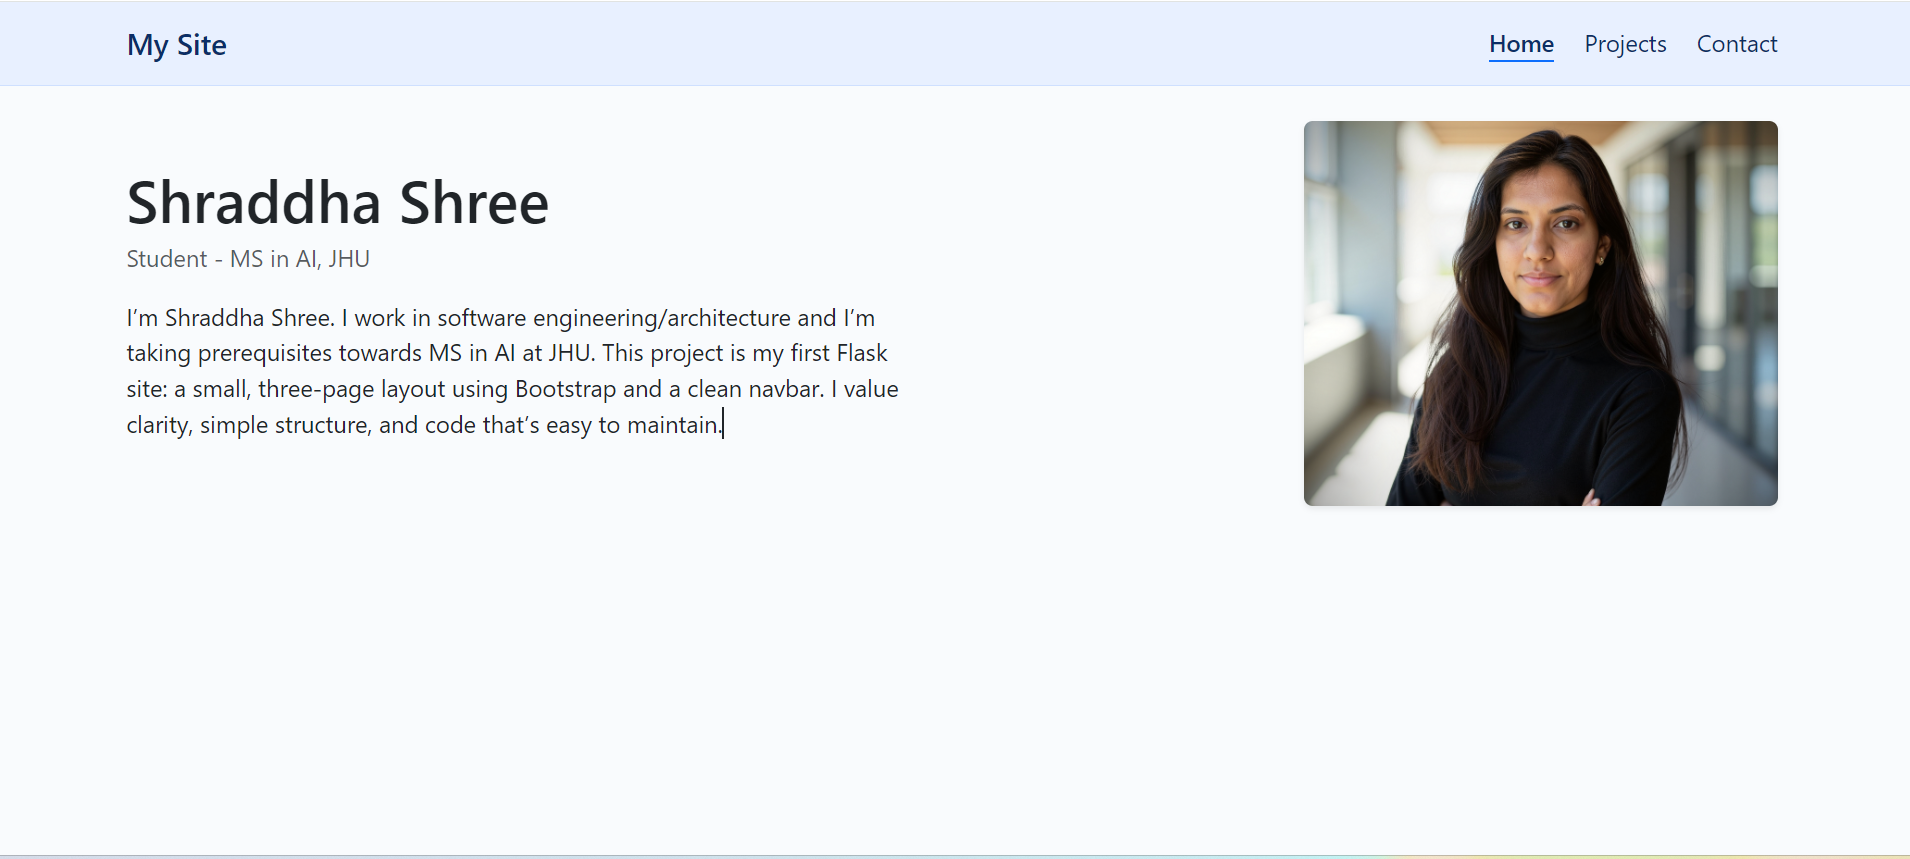 My Site
Home Projects Contact
Shraddha Shree
Student - MS in AI, JHU
I’m Shraddha Shree. I work in software engineering/architecture and I’m
taking prerequisites towards MS in AI at JHU. This project is my first Flask
site: a small, three-page layout using Bootstrap and a clean navbar. I value
clarity, simple structure, and code that’s easy to maintain.